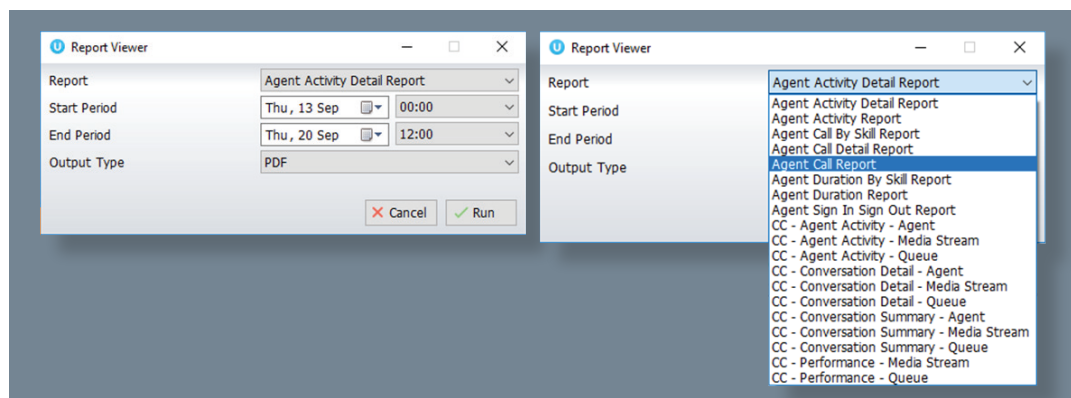 Report Viewer
Report Agent Activity Detail Report
Start Period Thu, 13 Sep 00:00
End Period Thu, 20 Sep 12:00
Output Type PDF
Cancel Run
Report Viewer
Report Agent Activity Detail Report
Start Period
End Period
Output Type
Agent Activity Detail Report
Agent Activity Report
Agent Call By Skill Report
Agent Call Detail Report
Agent Call Report
Agent Duration By Skill Report
Agent Duration Report
Agent Sign In Sign Out Report
CC - Agent Activity - Agent
CC - Agent Activity - Media Stream
CC - Agent Activity - Queue
CC - Conversation Detail - Agent
CC - Conversation Detail - Media Stream
CC - Conversation Detail - Queue
CC - Conversation Summary - Agent
CC - Conversation Summary - Media Stream
CC - Conversation Summary - Queue
CC - Performance - Media Stream
CC - Performance - Queue